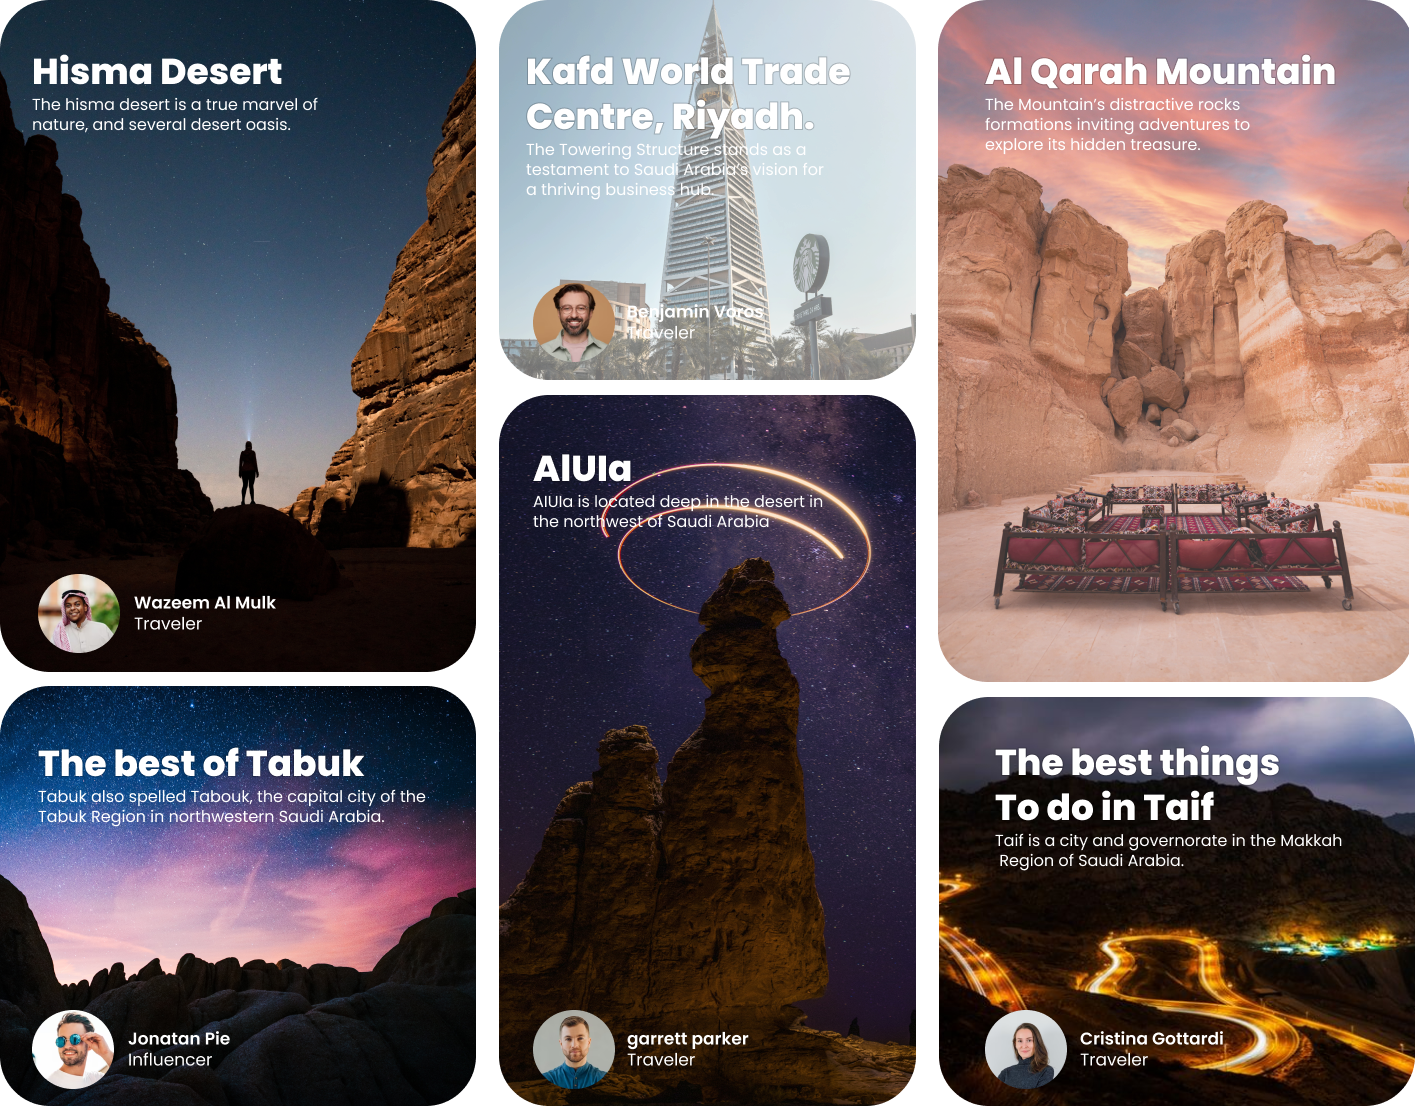 Hisma Desert
The hisma desert is a true marvel of
nature, and several desert oasis.
Wazeem Al Mulk
Traveler
The best of Tabuk
Tabuk also spelled Tabouk, the capital city of the
Tabuk Region in northwestern Saudi Arabia.
Jonatan Pie
Influencer
Kafd World Trade
Centre, Riyadh.
The Towering Structure stands as a
testament to Saudi Arabia's vision for
a thriving business hub.
Benjamin Voros
Traveler
AlUla
AlUla is located deep in the desert in
the northwest of Saudi Arabia
garrett parker
Traveler
Al Qarah Mountain
The Mountain's distractive rocks
formations inviting adventures to
explore its hidden treasure.
The best things
To do in Taif
Taif is a city and governorate in the Makkah
Region of Saudi Arabia.
Cristina Gottardi
Traveler